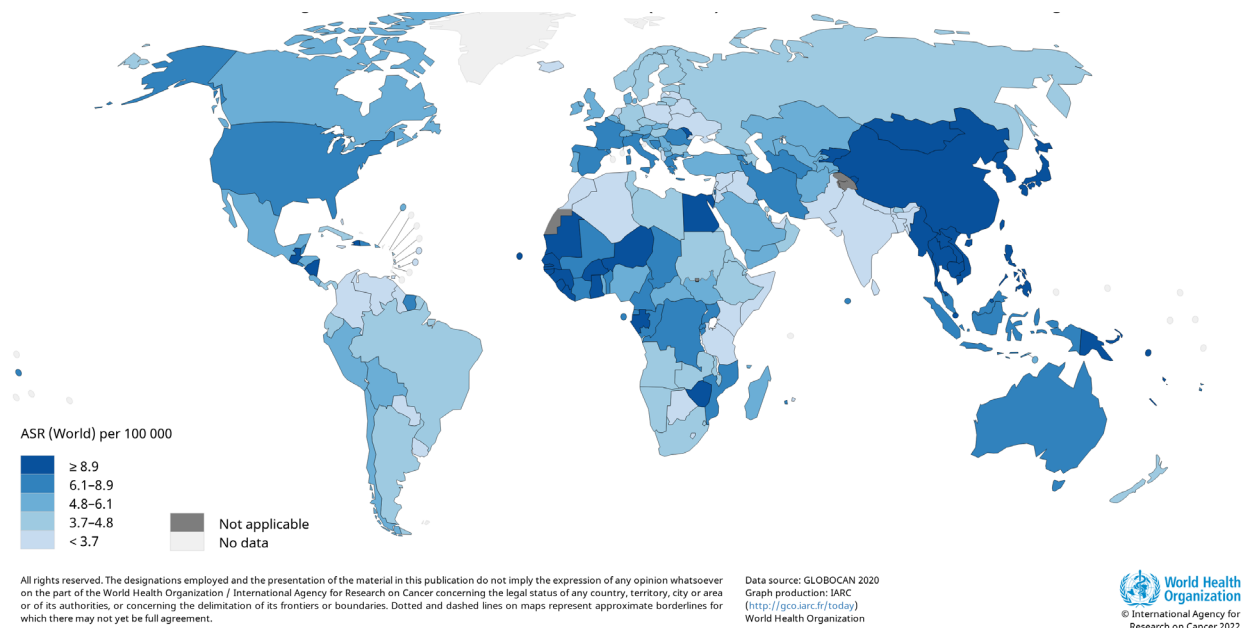 ASR (World) per 100 000
≥ 8.9
6.1–8.9
4.8–6.1
3.7–4.8
< 3.7
Not applicable
No data
All rights reserved. The designations employed and the presentation of the material in this publication do not imply the expression of any opinion whatsoever
on the part of the World Health Organization / International Agency for Research on Cancer concerning the legal status of any country, territory, city or area
or of its authorities, or concerning the delimitation of its frontiers or boundaries. Dotted and dashed lines on maps represent approximate borderlines for
which there may not yet be full agreement.
Data source: GLOBOCAN 2020
Graph production: IARC
(http://gco.iarc.fr/today)
World Health Organization
World Health
Organization
© International Agency for
Research on Cancer 2022